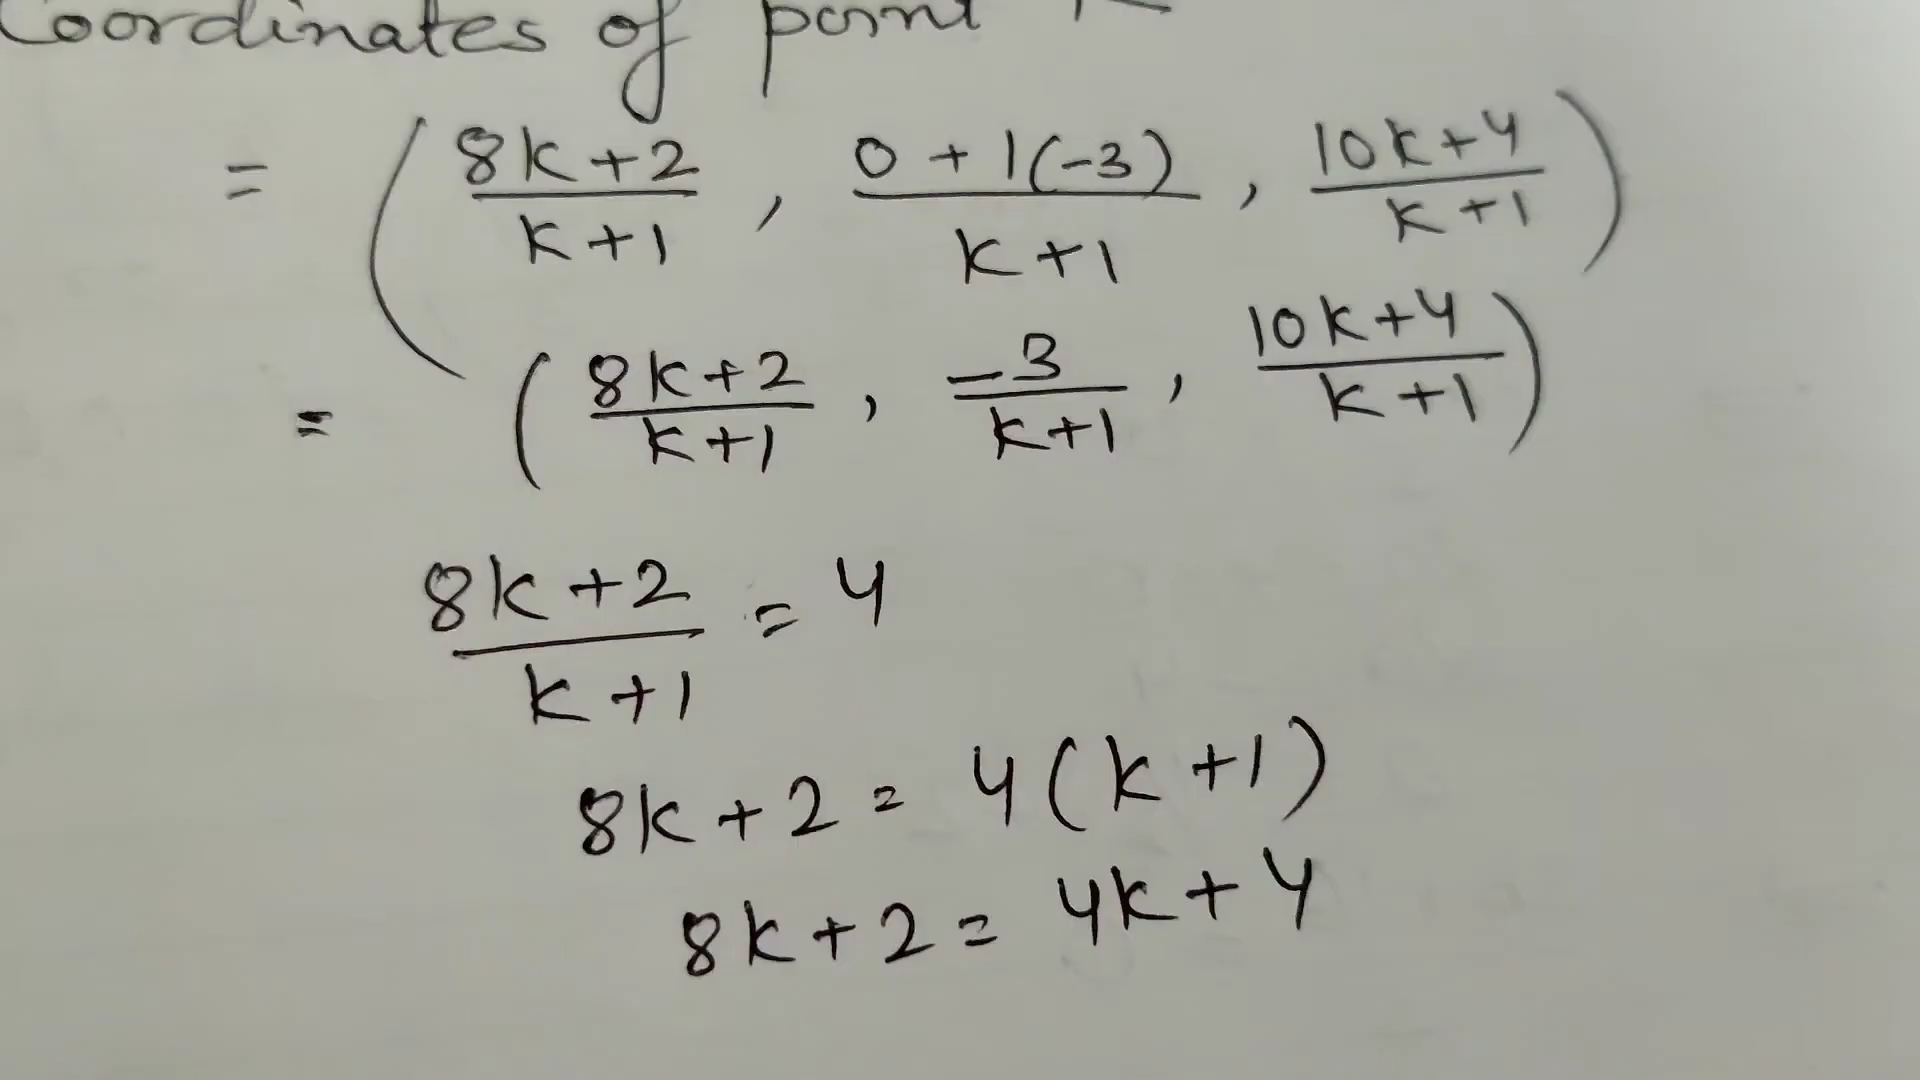 Coordinates of point R
= ( (8k+2)/(k+1) , (0+1(-3))/(k+1) , (10k+4)/(k+1) )
= ( (8k+2)/(k+1) , -3/(k+1) , (10k+4)/(k+1) )
(8k+2)/(k+1) = 4
8k+2 = 4(k+1)
8k+2 = 4k+4